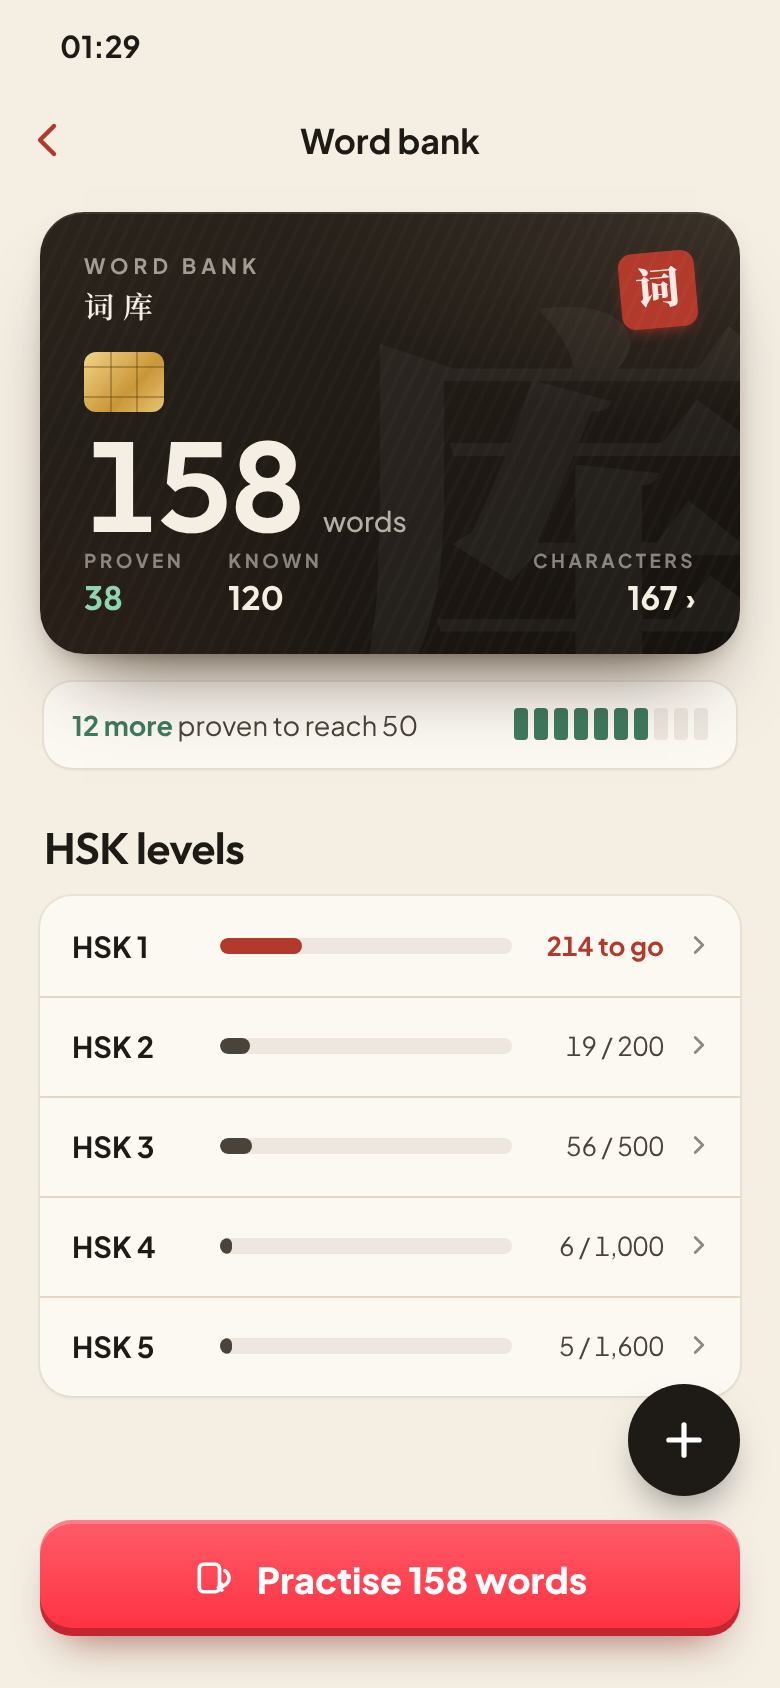 01:29
Word bank
WORD BANK
词库
词
库
158 words
PROVEN KNOWN CHARACTERS
38 120 167 ›
12 more proven to reach 50
HSK levels
HSK 1 214 to go
HSK 2 19 / 200
HSK 3 56 / 500
HSK 4 6 / 1,000
HSK 5 5 / 1,600
Practise 158 words